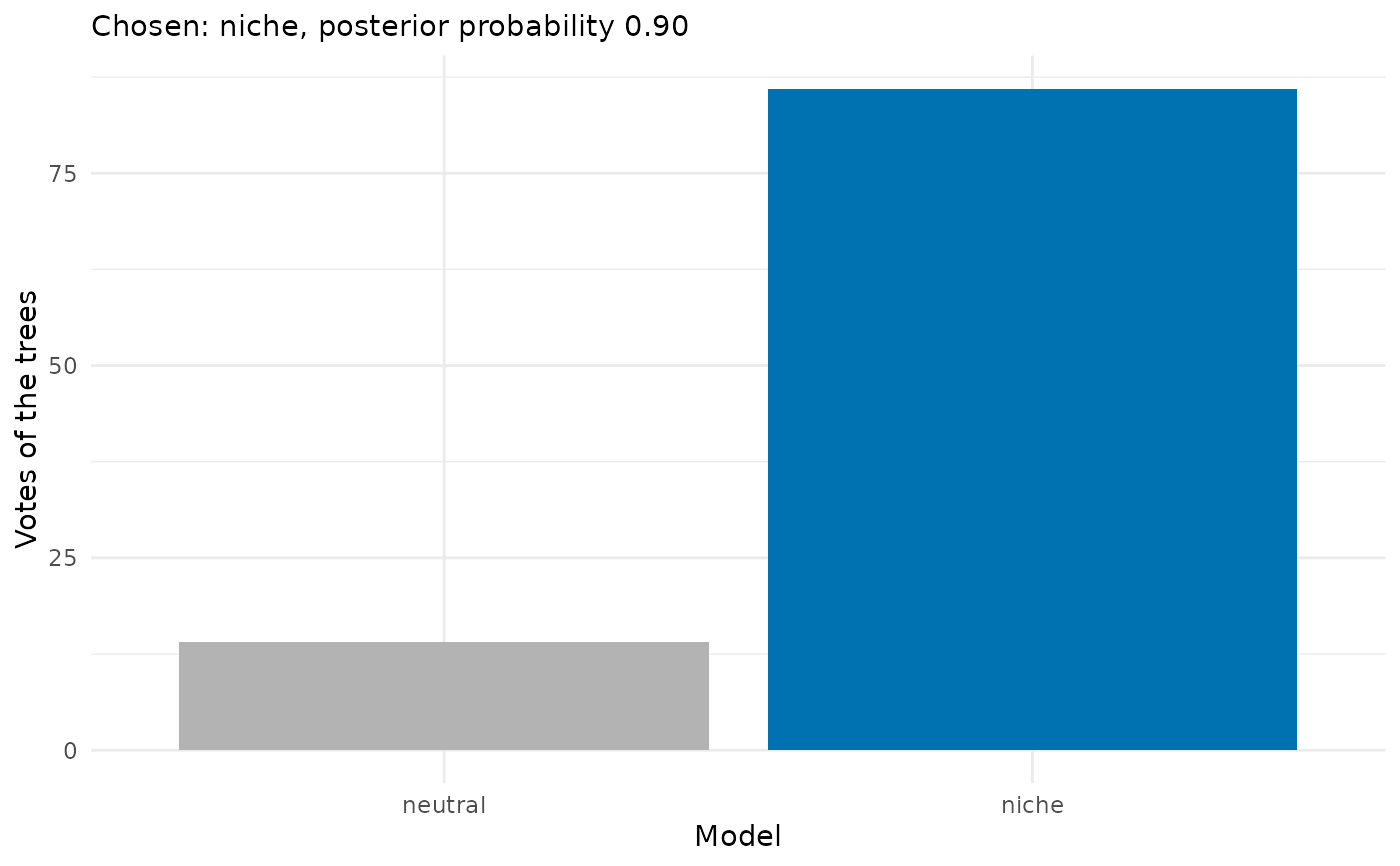 Chosen: niche, posterior probability 0.90
Votes of the trees
75
50
25
0
neutral
niche
Model